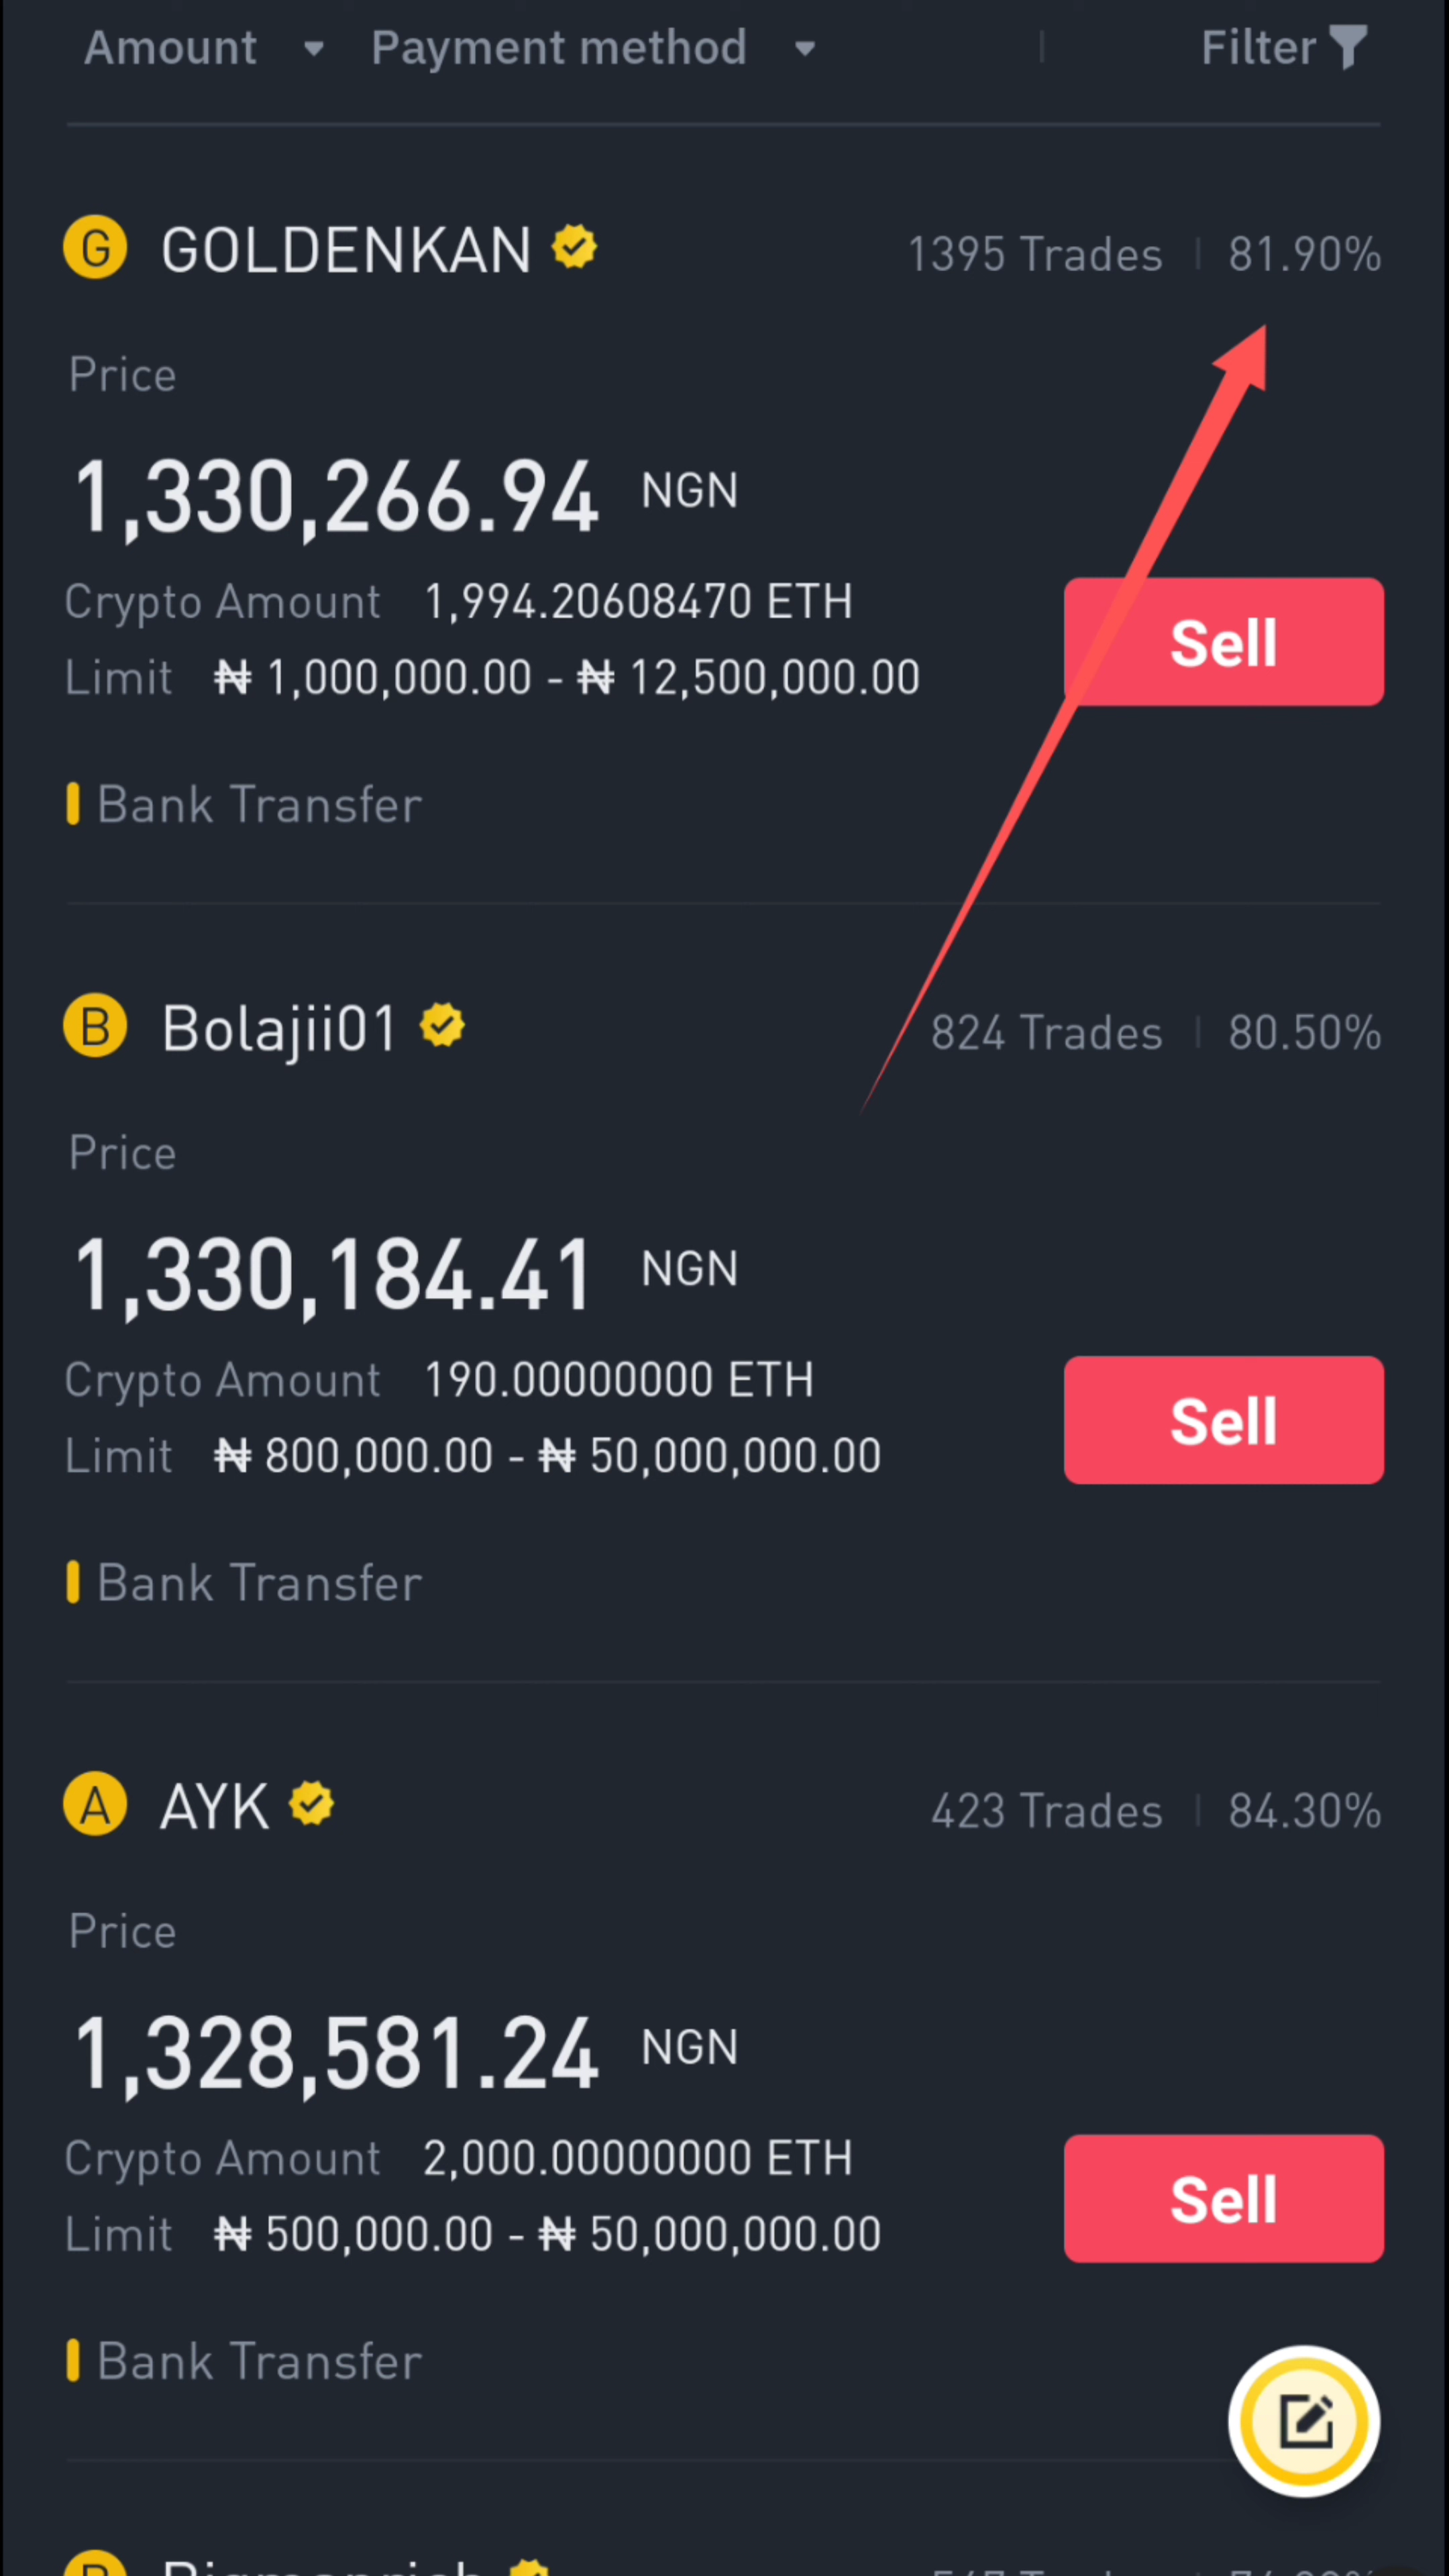 Amount Payment method Filter
G GOLDENKAN 1395 Trades | 81.90%
Price
1,330,266.94 NGN
Crypto Amount 1,994.20608470 ETH
Limit ₦ 1,000,000.00 - ₦ 12,500,000.00
Sell
Bank Transfer
B Bolajii01 824 Trades | 80.50%
Price
1,330,184.41 NGN
Crypto Amount 190.00000000 ETH
Limit ₦ 800,000.00 - ₦ 50,000,000.00
Sell
Bank Transfer
A AYK 423 Trades | 84.30%
Price
1,328,581.24 NGN
Crypto Amount 2,000.00000000 ETH
Limit ₦ 500,000.00 - ₦ 50,000,000.00
Sell
Bank Transfer